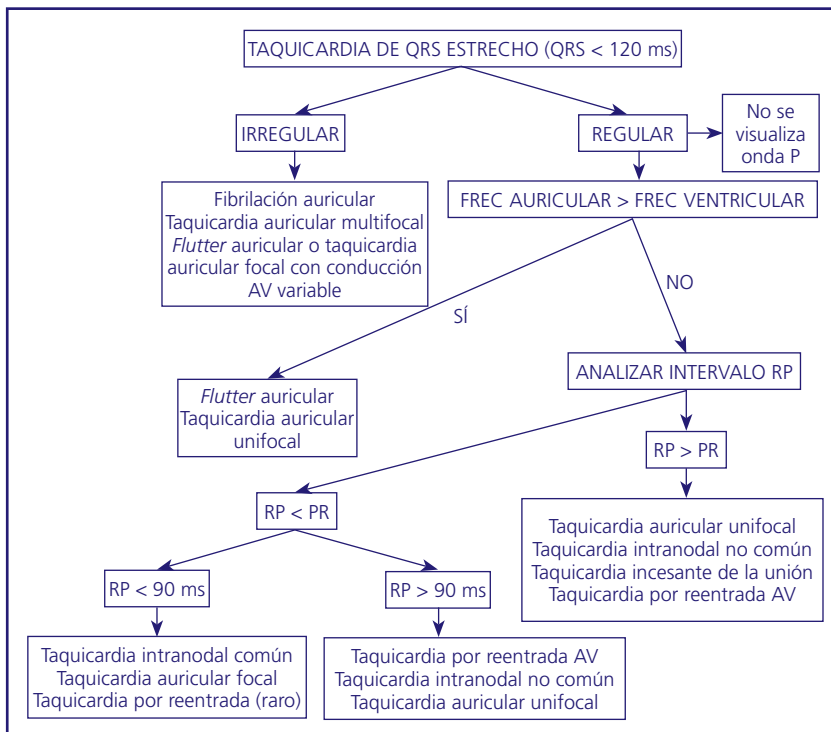 TAQUICARDIA DE QRS ESTRECHO (QRS < 120 ms)
IRREGULAR
REGULAR
No se
visualiza
onda P
Fibrilación auricular
Taquicardia auricular multifocal
Flutter auricular o taquicardia
auricular focal con conducción
AV variable
FREC AURICULAR > FREC VENTRICULAR
SÍ
NO
Flutter auricular
Taquicardia auricular
unifocal
ANALIZAR INTERVALO RP
RP < PR
RP > PR
RP < 90 ms
RP > 90 ms
Taquicardia auricular unifocal
Taquicardia intranodal no común
Taquicardia incesante de la unión
Taquicardia por reentrada AV
Taquicardia intranodal común
Taquicardia auricular focal
Taquicardia por reentrada (raro)
Taquicardia por reentrada AV
Taquicardia intranodal no común
Taquicardia auricular unifocal